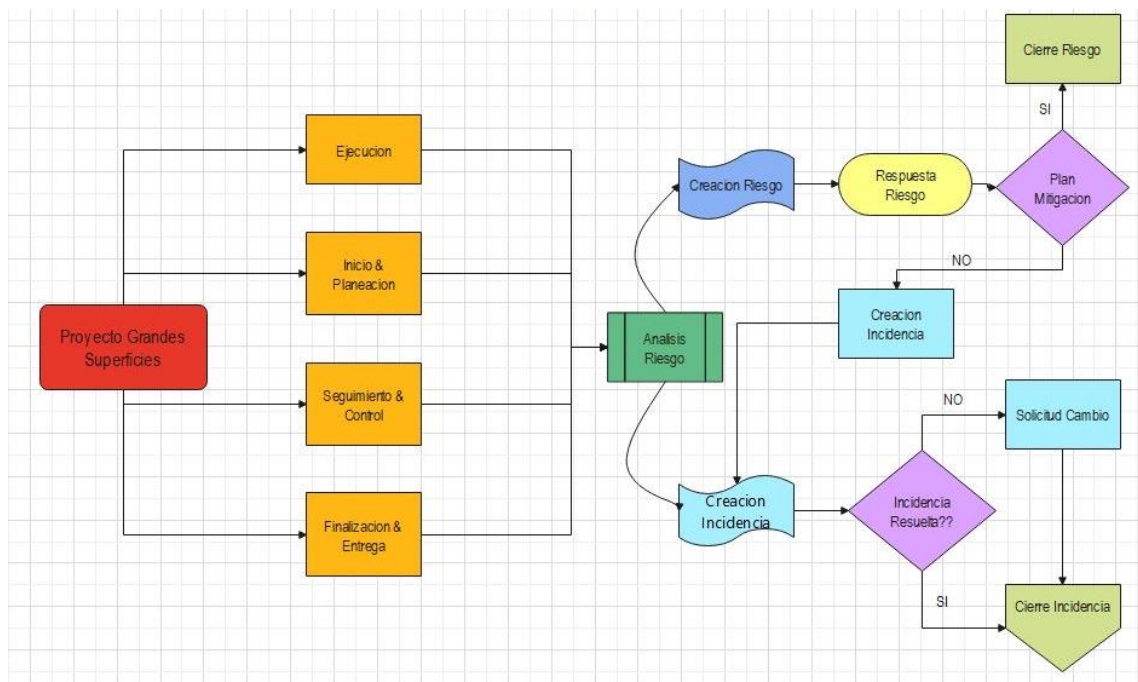 Cierre Riesgo
SI
Ejecucion
Creacion Riesgo
Respuesta
Riesgo
Plan
Mitigacion
NO
Inicio &
Planeacion
Creacion
Incidencia
Proyecto Grandes
Superficies
Analisis
Riesgo
Seguimiento &
Control
NO
Solicitud Cambio
Creacion
Incidencia
Incidencia
Resuelta??
Finalizacion &
Entrega
SI
Cierre Incidencia